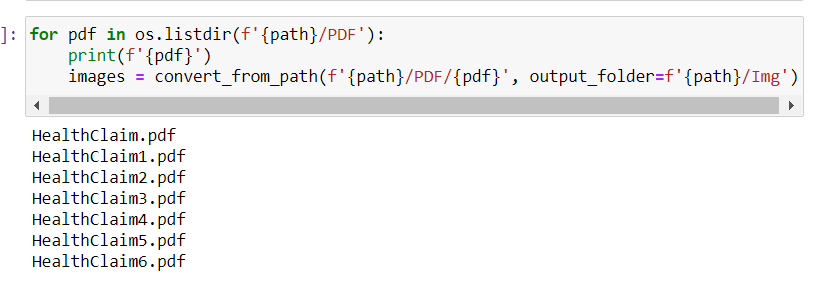 ]: for pdf in os.listdir(f'{path}/PDF'):
    print(f'{pdf}')
    images = convert_from_path(f'{path}/PDF/{pdf}', output_folder=f'{path}/Img')
HealthClaim.pdf
HealthClaim1.pdf
HealthClaim2.pdf
HealthClaim3.pdf
HealthClaim4.pdf
HealthClaim5.pdf
HealthClaim6.pdf